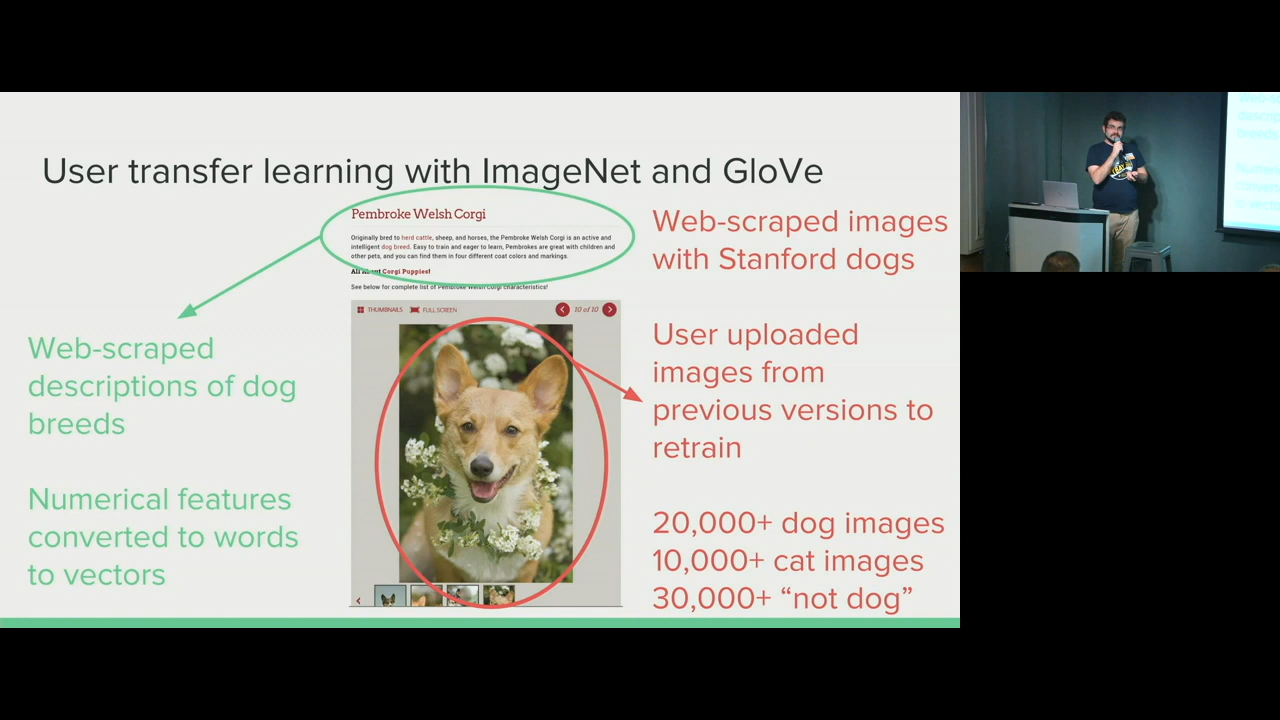 User transfer learning with ImageNet and GloVe
Pembroke Welsh Corgi
Originally bred to herd cattle, sheep, and horses, the Pembroke Welsh Corgi is an active and
intelligent dog breed. Easy to train and eager to learn, Pembrokes are great with children and
other pets, and you can find them in four different coat colors and markings.
All About Corgi Puppies!
See below for complete list of Pembroke Welsh Corgi characteristics!
THUMBNAILS FULL SCREEN 10 of 10
Web-scraped
descriptions of dog
breeds
Numerical features
converted to words
to vectors
Web-scraped images
with Stanford dogs
User uploaded
images from
previous versions to
retrain
20,000+ dog images
10,000+ cat images
30,000+ “not dog”